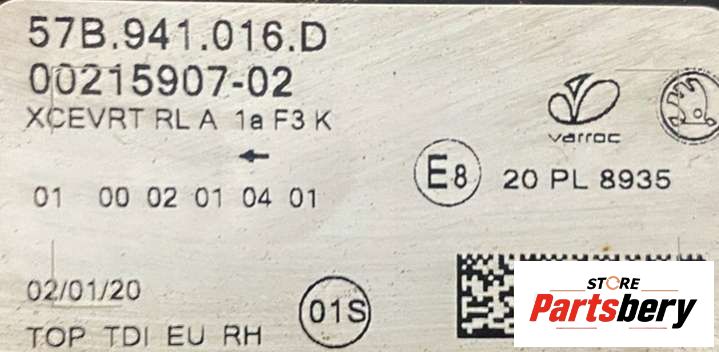 57B.941.016.D
00215907-02
XCEVRT RL A 1a F3 K
varroc
←
E8 20 PL 8935
01 00 02 01 04 01
02/01/20
01S
TOP TDI EU RH
STORE
Partsbery